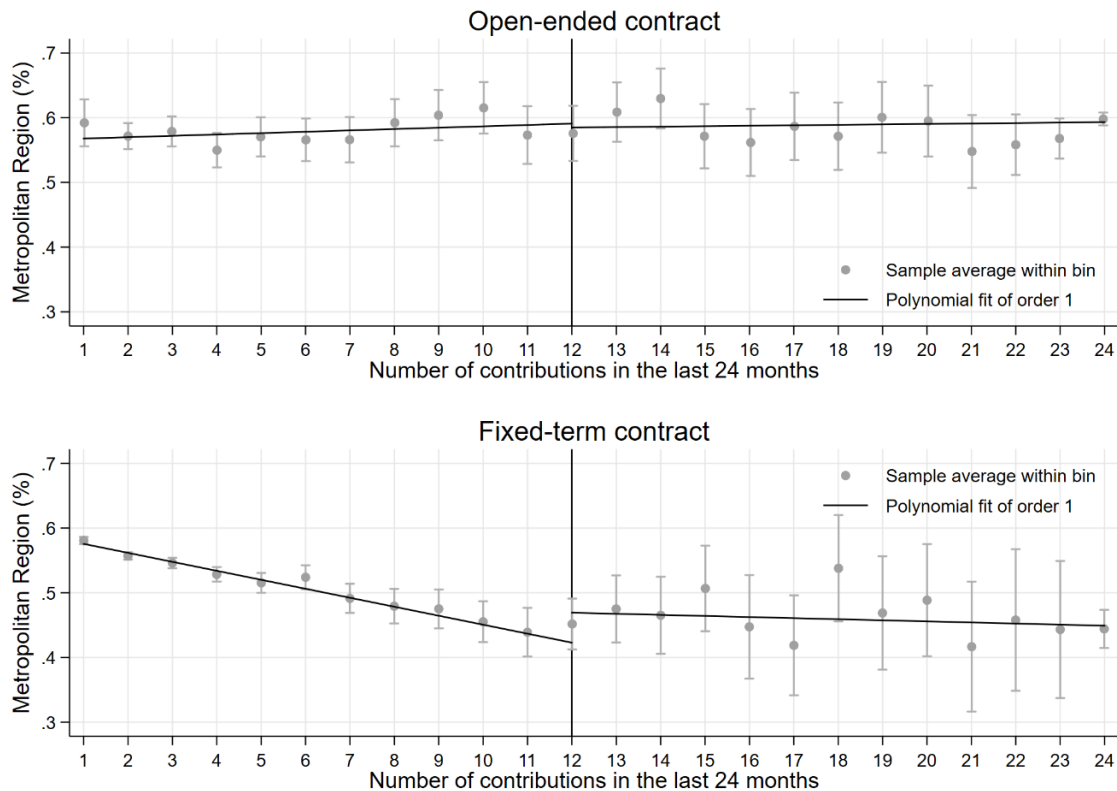 Open-ended contract
Metropolitan Region (%)
.7
.6
.5
.4
.3
Sample average within bin
Polynomial fit of order 1
1 2 3 4 5 6 7 8 9 10 11 12 13 14 15 16 17 18 19 20 21 22 23 24
Number of contributions in the last 24 months
Fixed-term contract
Metropolitan Region (%)
.7
.6
.5
.4
.3
Sample average within bin
Polynomial fit of order 1
1 2 3 4 5 6 7 8 9 10 11 12 13 14 15 16 17 18 19 20 21 22 23 24
Number of contributions in the last 24 months